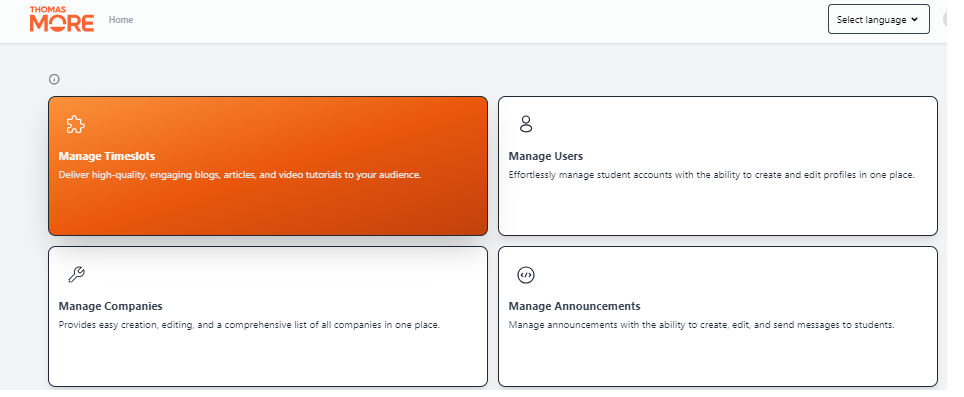 THOMAS
MORE
Home
Select language
Manage Timeslots
Deliver high-quality, engaging blogs, articles, and video tutorials to your audience.
Manage Users
Effortlessly manage student accounts with the ability to create and edit profiles in one place.
Manage Companies
Provides easy creation, editing, and a comprehensive list of all companies in one place.
Manage Announcements
Manage announcements with the ability to create, edit, and send messages to students.